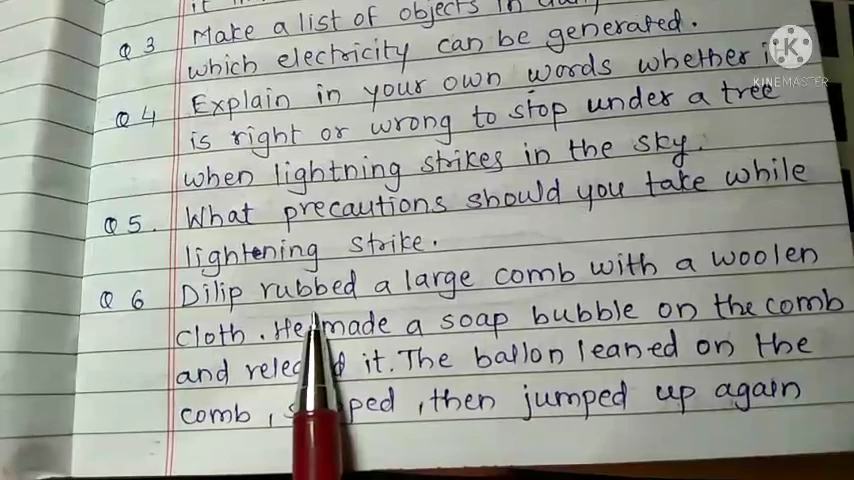 Q 3 Make a list of objects in
which electricity can be generated.
Q 4 Explain in your own words whether
is right or wrong to stop under a tree
when lightning strikes in the sky.
Q 5. What precautions should you take while
lightening strike.
Q 6 Dilip rubbed a large comb with a woolen
cloth. He made a soap bubble on the comb
and it. The ballon leaned on the
comb, , then jumped up again
KINEMASTER